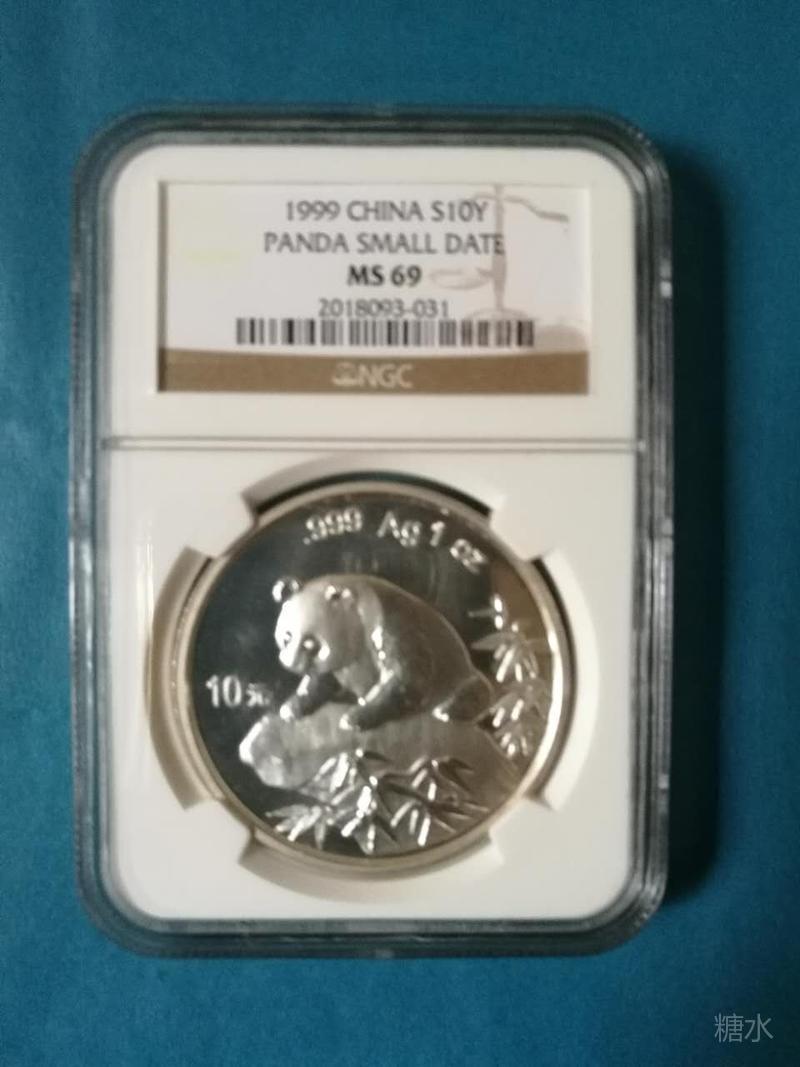 1999 CHINA S10Y
PANDA SMALL DATE
MS 69
2018093-031
NGC
.999 Ag 1 oz
10元
糖水